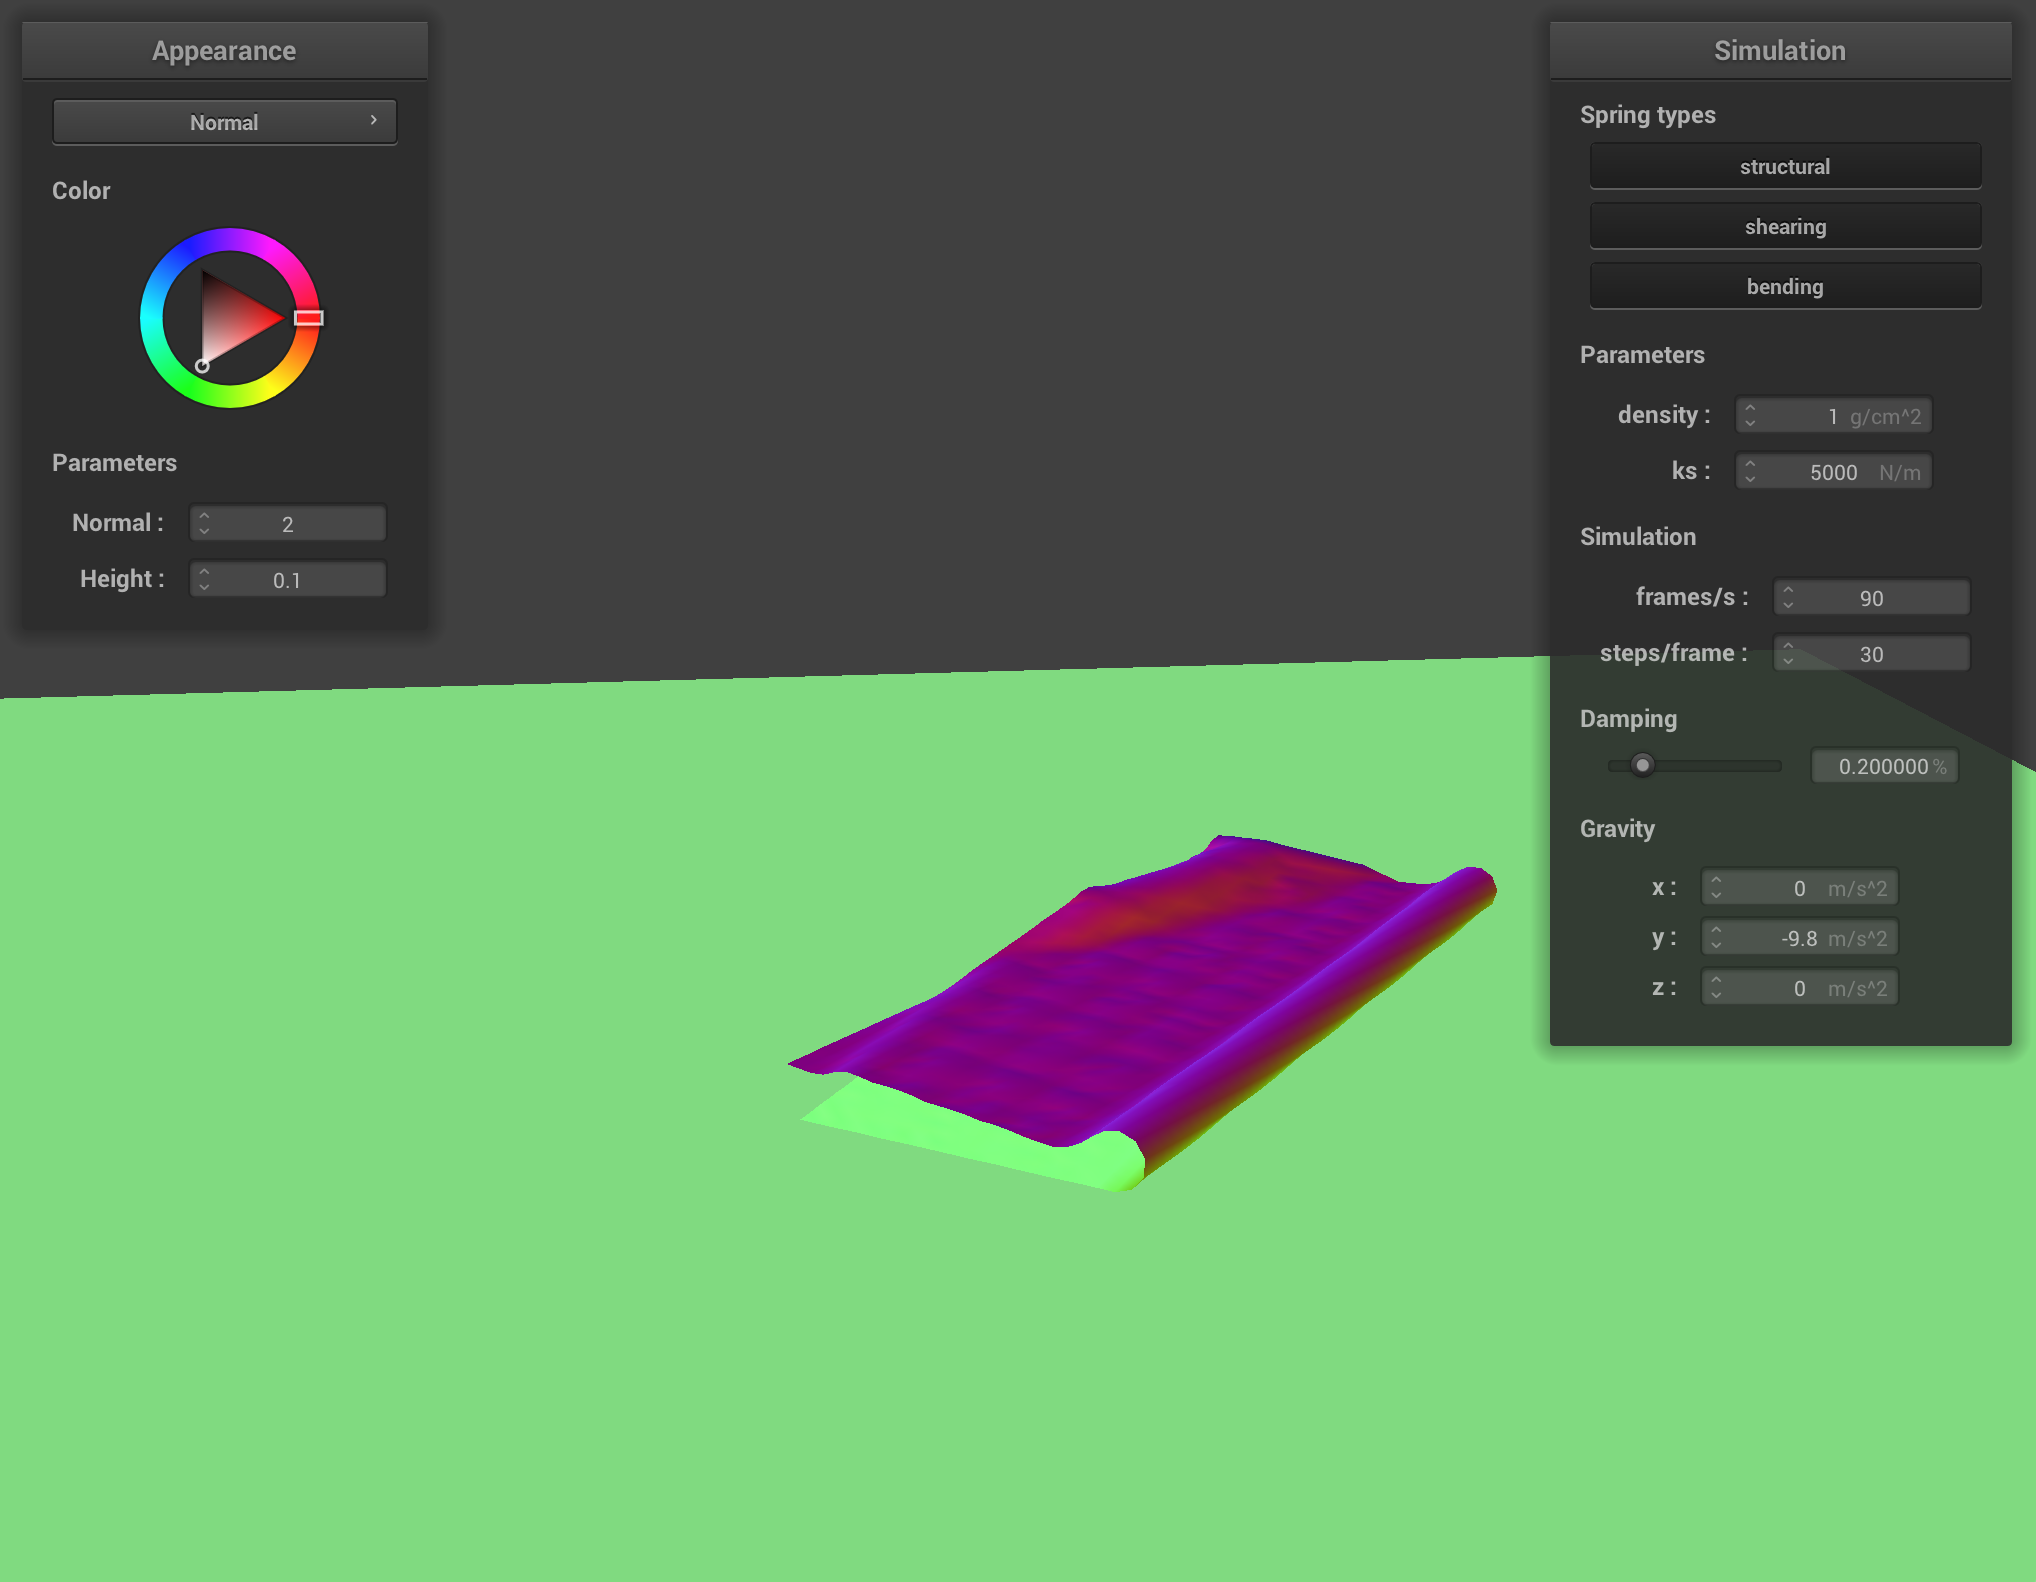 Appearance
Normal
Color
Parameters
Normal : 2
Height : 0.1
Simulation
Spring types
structural
shearing
bending
Parameters
density : 1 g/cm^2
ks : 5000 N/m
Simulation
frames/s : 90
steps/frame : 30
Damping
0.200000 %
Gravity
x : 0 m/s^2
y : -9.8 m/s^2
z : 0 m/s^2